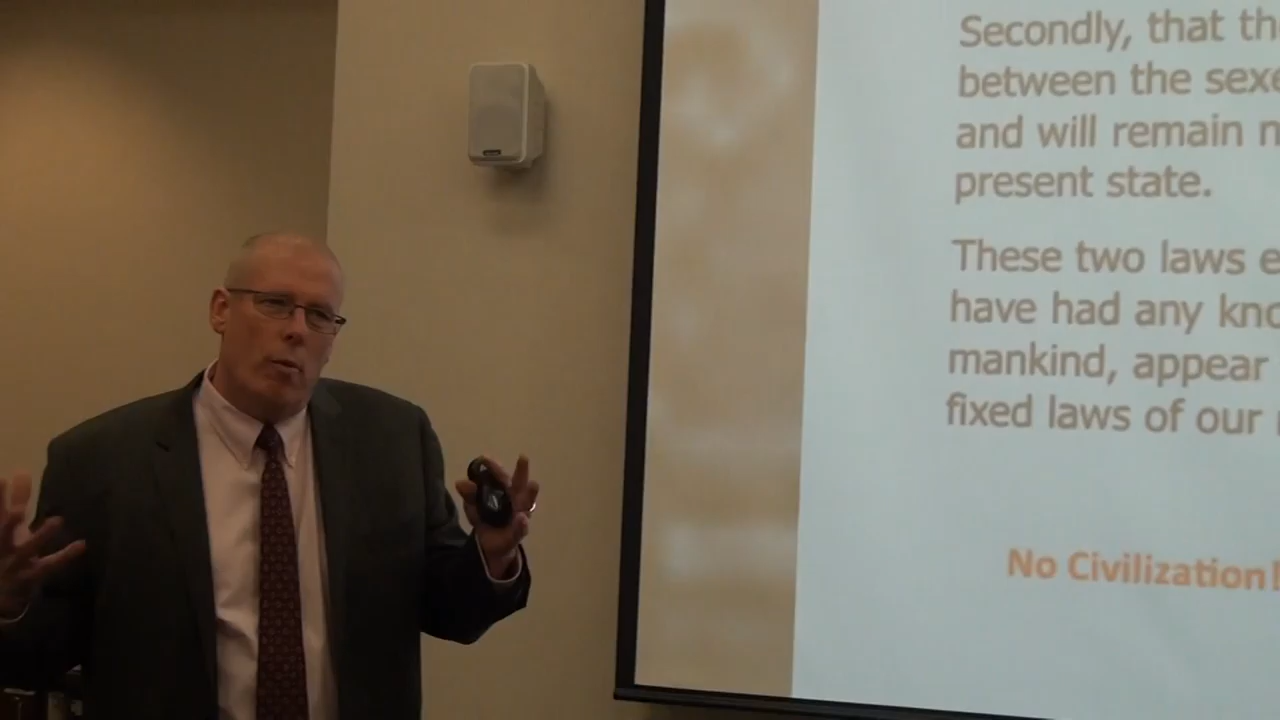 Secondly, that th
between the sexe
and will remain n
present state.
These two laws e
have had any kno
mankind, appear
fixed laws of our
No Civilization